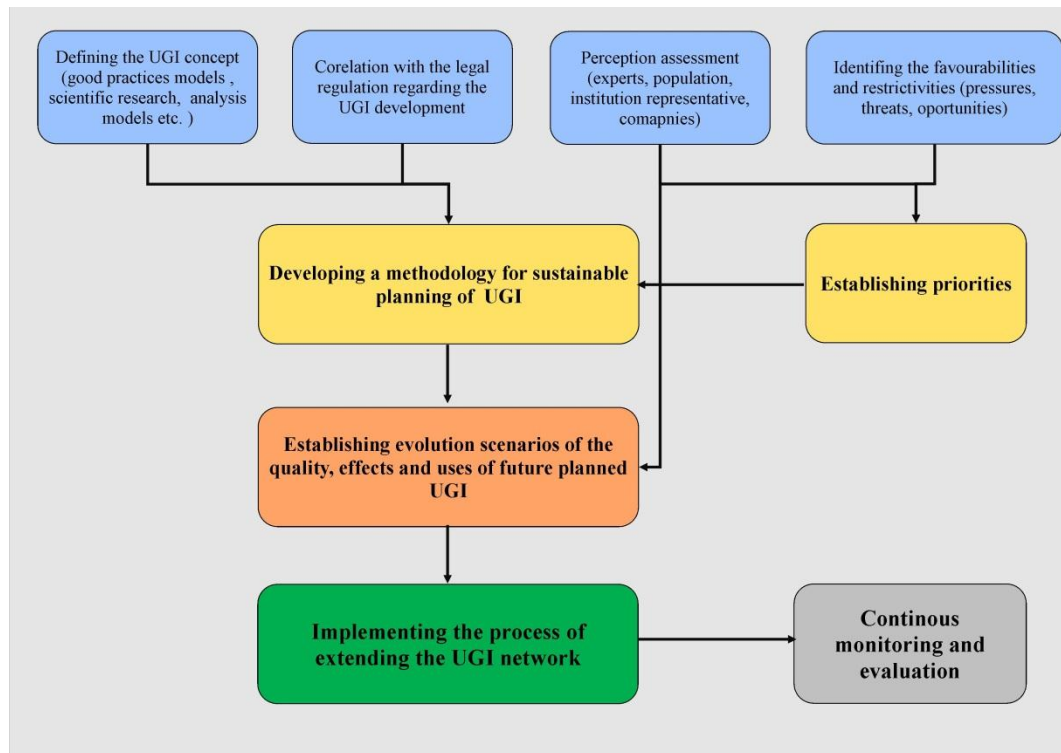 Defining the UGI concept
(good practices models ,
scientific research, analysis
models etc. )
Corelation with the legal
regulation regarding the
UGI development
Perception assessment
(experts, population,
institution representative,
comapnies)
Identifing the favourabilities
and restrictivities (pressures,
threats, oportunities)
Developing a methodology for sustainable
planning of UGI
Establishing priorities
Establishing evolution scenarios of the
quality, effects and uses of future planned
UGI
Implementing the process of
extending the UGI network
Continous
monitoring and
evaluation